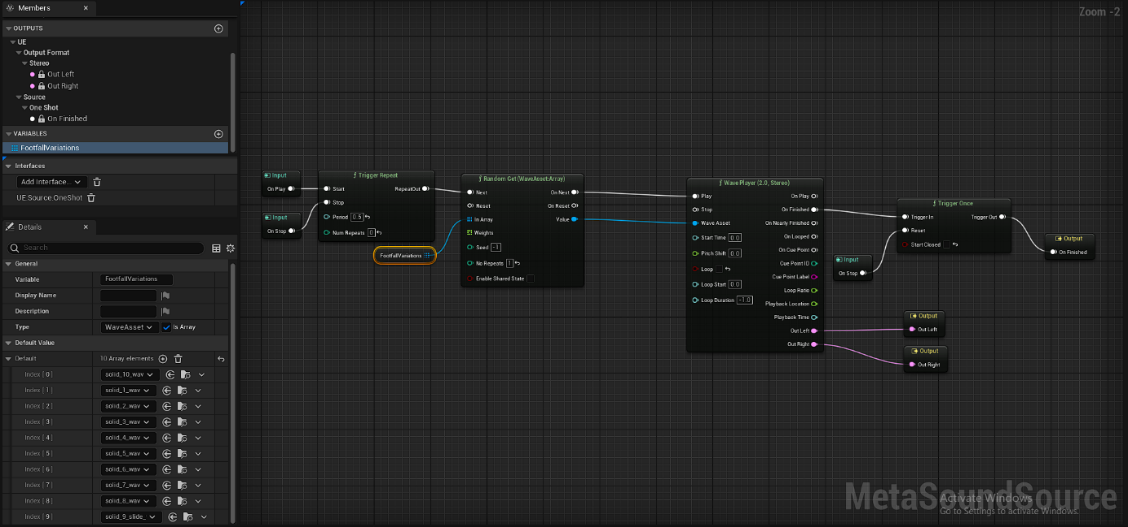 Members
OUTPUTS
UE
Output Format
Stereo
Out Left
Out Right
Source
One Shot
On Finished
VARIABLES
FootfallVariations
Interfaces
Add Interface...
UE.Source.OneShot
Details
Search
General
Variable FootfallVariations
Display Name
Description
Type WaveAsset Is Array
Default Value
Default 10 Array elements
Index [ 0 ] solid_10_wav
Index [ 1 ] solid_1_wav
Index [ 2 ] solid_2_wav
Index [ 3 ] solid_3_wav
Index [ 4 ] solid_4_wav
Index [ 5 ] solid_5_wav
Index [ 6 ] solid_6_wav
Index [ 7 ] solid_7_wav
Index [ 8 ] solid_8_wav
Index [ 9 ] solid_9_slide_
Zoom -2
Input
On Play
Input
On Stop
Trigger Repeat
Start RepeatOut
Stop
Period 0.5
Num Repeats 0
FootfallVariations
Random Get (WaveAsset:Array)
Next On Next
Reset On Reset
In Array Value
Weights
Seed -1
No Repeats 1
Enable Shared State
Wave Player (2.0, Stereo)
Play On Play
Stop On Finished
Wave Asset On Nearly Finished
Start Time 0.0 On Looped
Pitch Shift 0.0 On Cue Point
Loop Cue Point ID
Loop Start 0.0 Cue Point Label
Loop Duration -1.0 Loop Ratio
Playback Location
Playback Time
Out Left
Out Right
Input
On Stop
Trigger Once
Trigger In Trigger Out
Reset
Start Closed
Output
On Finished
Output
Out Left
Output
Out Right
MetaSoundSource
Activate Windows
Go to Settings to activate Windows.